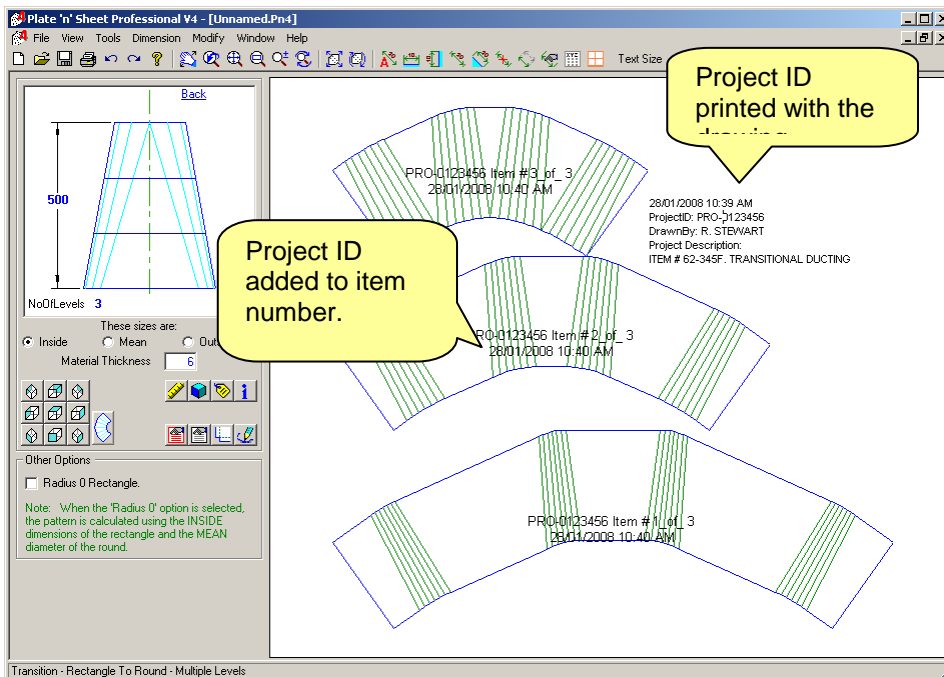 Plate 'n' Sheet Professional V4 - [Unnamed.Pn4]
File View Tools Dimension Modify Window Help
Text Size
Back
500
NoOfLevels 3
These sizes are:
Inside Mean Out
Material Thickness 6
Other Options
Radius 0 Rectangle.
Note: When the 'Radius 0' option is selected,
the pattern is calculated using the INSIDE
dimensions of the rectangle and the MEAN
diameter of the round.
Project ID
printed with the
drawing
PRO-0123456 Item # 3_of_ 3
28/01/2008 10:40 AM
28/01/2008 10:39 AM
ProjectID: PRO-0123456
DrawnBy: R. STEWART
Project Description:
ITEM # 62-345F. TRANSITIONAL DUCTING
Project ID
added to item
number.
PRO-0123456 Item # 2_of_ 3
28/01/2008 10:40 AM
PRO-0123456 Item # 1_of_ 3
28/01/2008 10:40 AM
Transition - Rectangle To Round - Multiple Levels